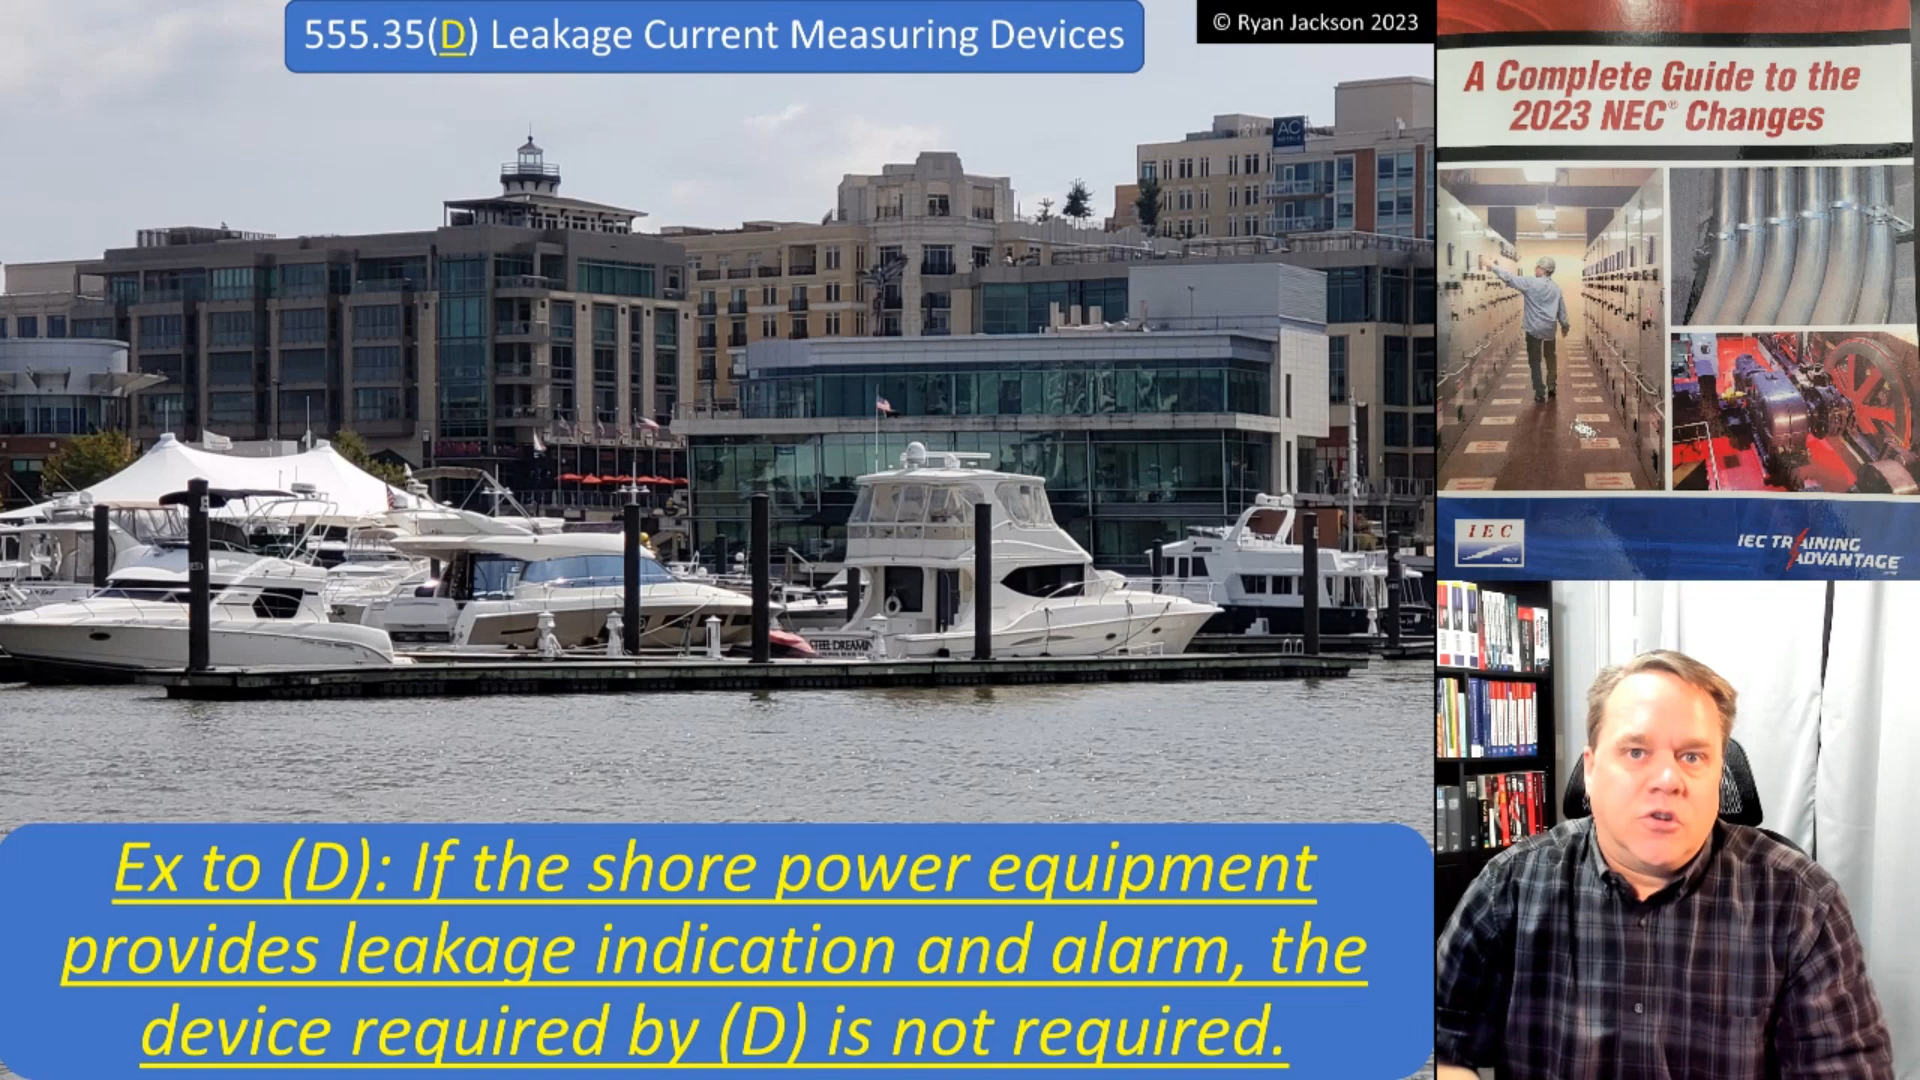 555.35(D) Leakage Current Measuring Devices
© Ryan Jackson 2023
A Complete Guide to the
2023 NEC® Changes
AC
HOTELS
STEEL DREAMIN
IEC
IEC TRAINING
ADVANTAGE
Ex to (D): If the shore power equipment
provides leakage indication and alarm, the
device required by (D) is not required.